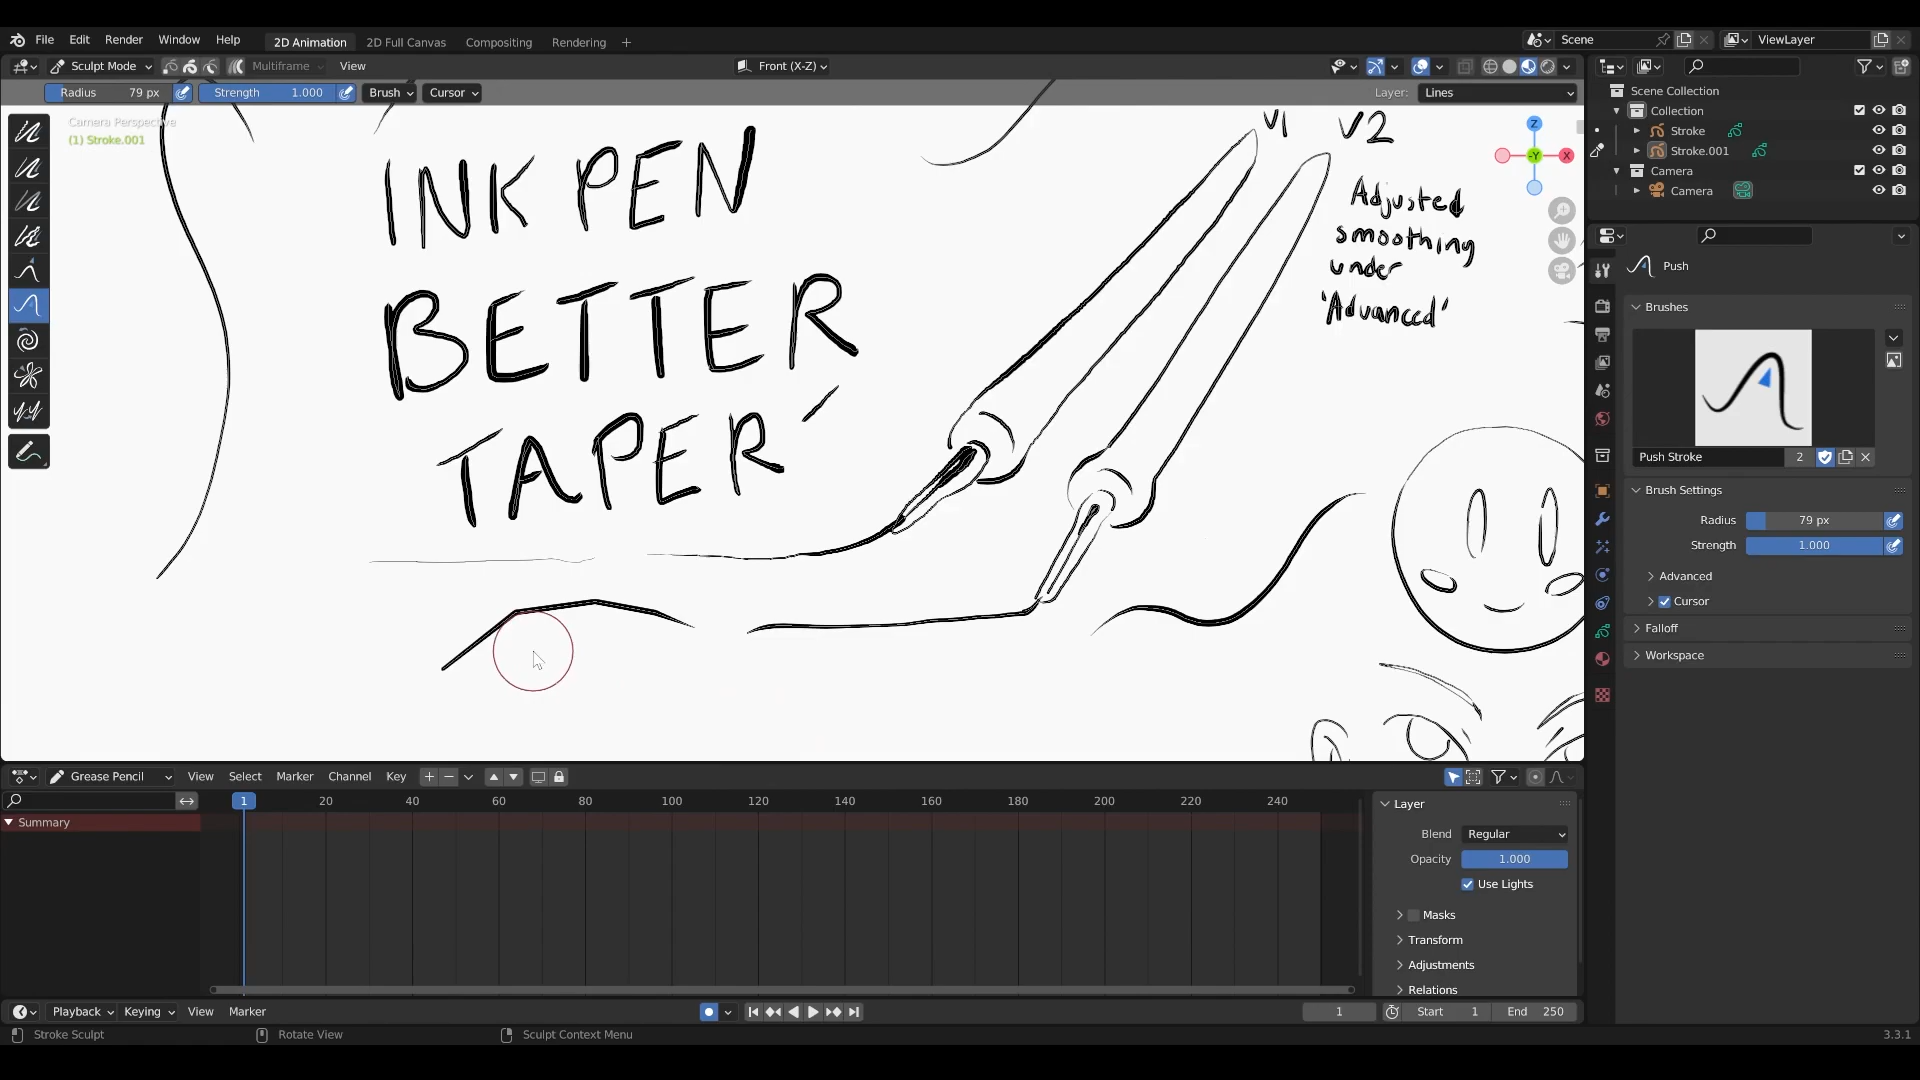 File Edit Render Window Help 2D Animation 2D Full Canvas Compositing Rendering + Scene ViewLayer
Sculpt Mode Multiframe View Front (X-Z)
Radius 79 px Strength 1.000 Brush Cursor Layer: Lines
Camera Perspective
(1) Stroke.001
INK PEN
BETTER
TAPER
V1 V2
Adjusted
smoothing
under
'Advanced'
Z
-Y X
Scene Collection
Collection
Stroke
Stroke.001
Camera
Camera
Push
Brushes
Push Stroke 2
Brush Settings
Radius 79 px
Strength 1.000
Advanced
Cursor
Falloff
Workspace
Grease Pencil View Select Marker Channel Key
1 20 40 60 80 100 120 140 160 180 200 220 240
Summary
Layer
Blend Regular
Opacity 1.000
Use Lights
Masks
Transform
Adjustments
Relations
Playback Keying View Marker 1 Start 1 End 250
Stroke Sculpt Rotate View Sculpt Context Menu 3.3.1